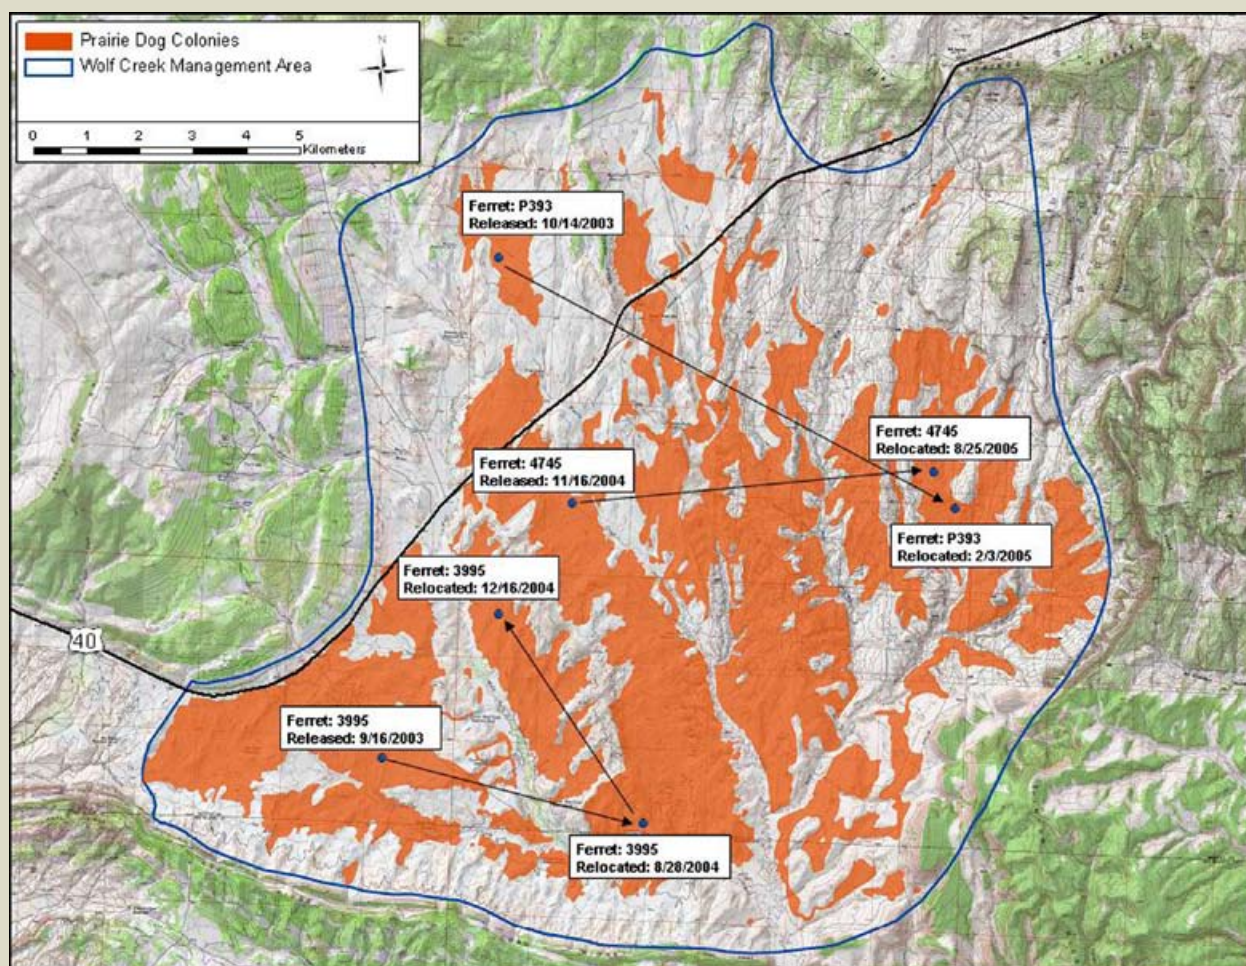 Prairie Dog Colonies
Wolf Creek Management Area
N
0 1 2 3 4 5
Kilometers
Ferret: P393
Released: 10/14/2003
Ferret: 4745
Relocated: 8/25/2005
Ferret: 4745
Released: 11/16/2004
Ferret: P393
Relocated: 2/3/2005
Ferret: 3995
Relocated: 12/16/2004
40
Ferret: 3995
Released: 9/16/2003
Ferret: 3995
Relocated: 8/28/2004